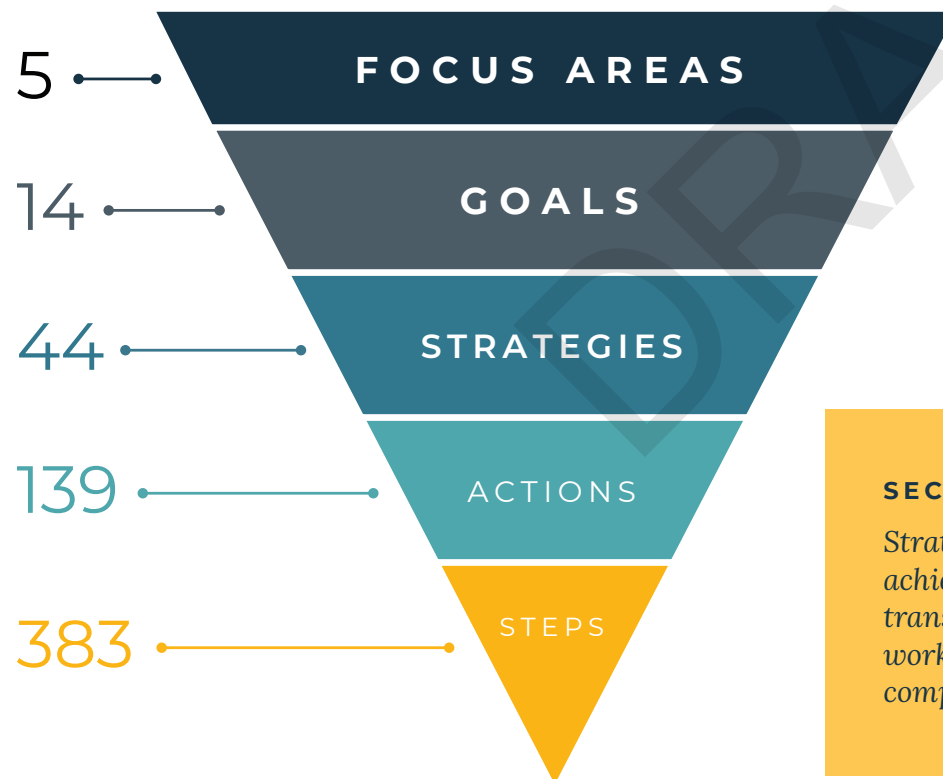 5
FOCUS AREAS
14
GOALS
44
STRATEGIES
139
ACTIONS
383
STEPS